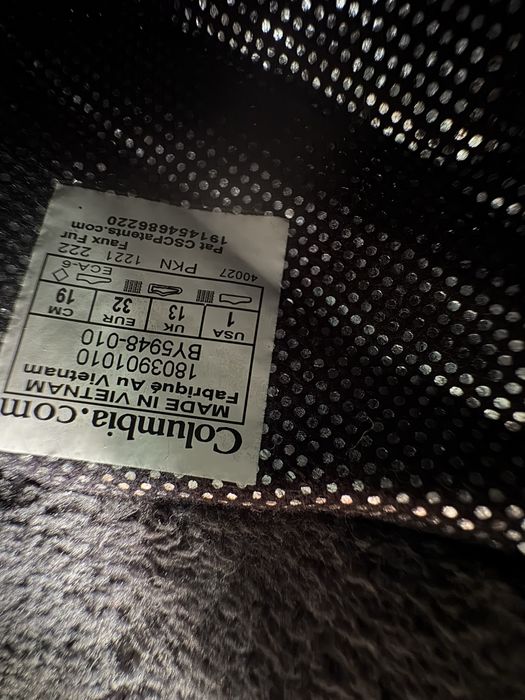 Columbia.com
MADE IN VIETNAM
Fabriqué Au Vietnam
1803901010
BY5948-010
USA UK EUR CM
1 13 32 19
ECA-6
40027 PKN 1221 222
Faux Fur
Pat CSCPatents.com
191454686220